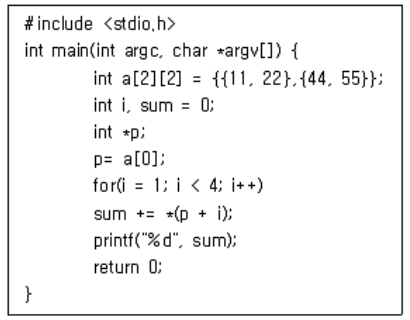 #include <stdio.h>
int main(int argc, char *argv[]) {
int a[2][2] = {{11, 22},{44, 55}};
int i, sum = 0;
int *p;
p= a[0];
for(i = 1; i < 4; i++)
sum += *(p + i);
printf("%d", sum);
return 0;
}